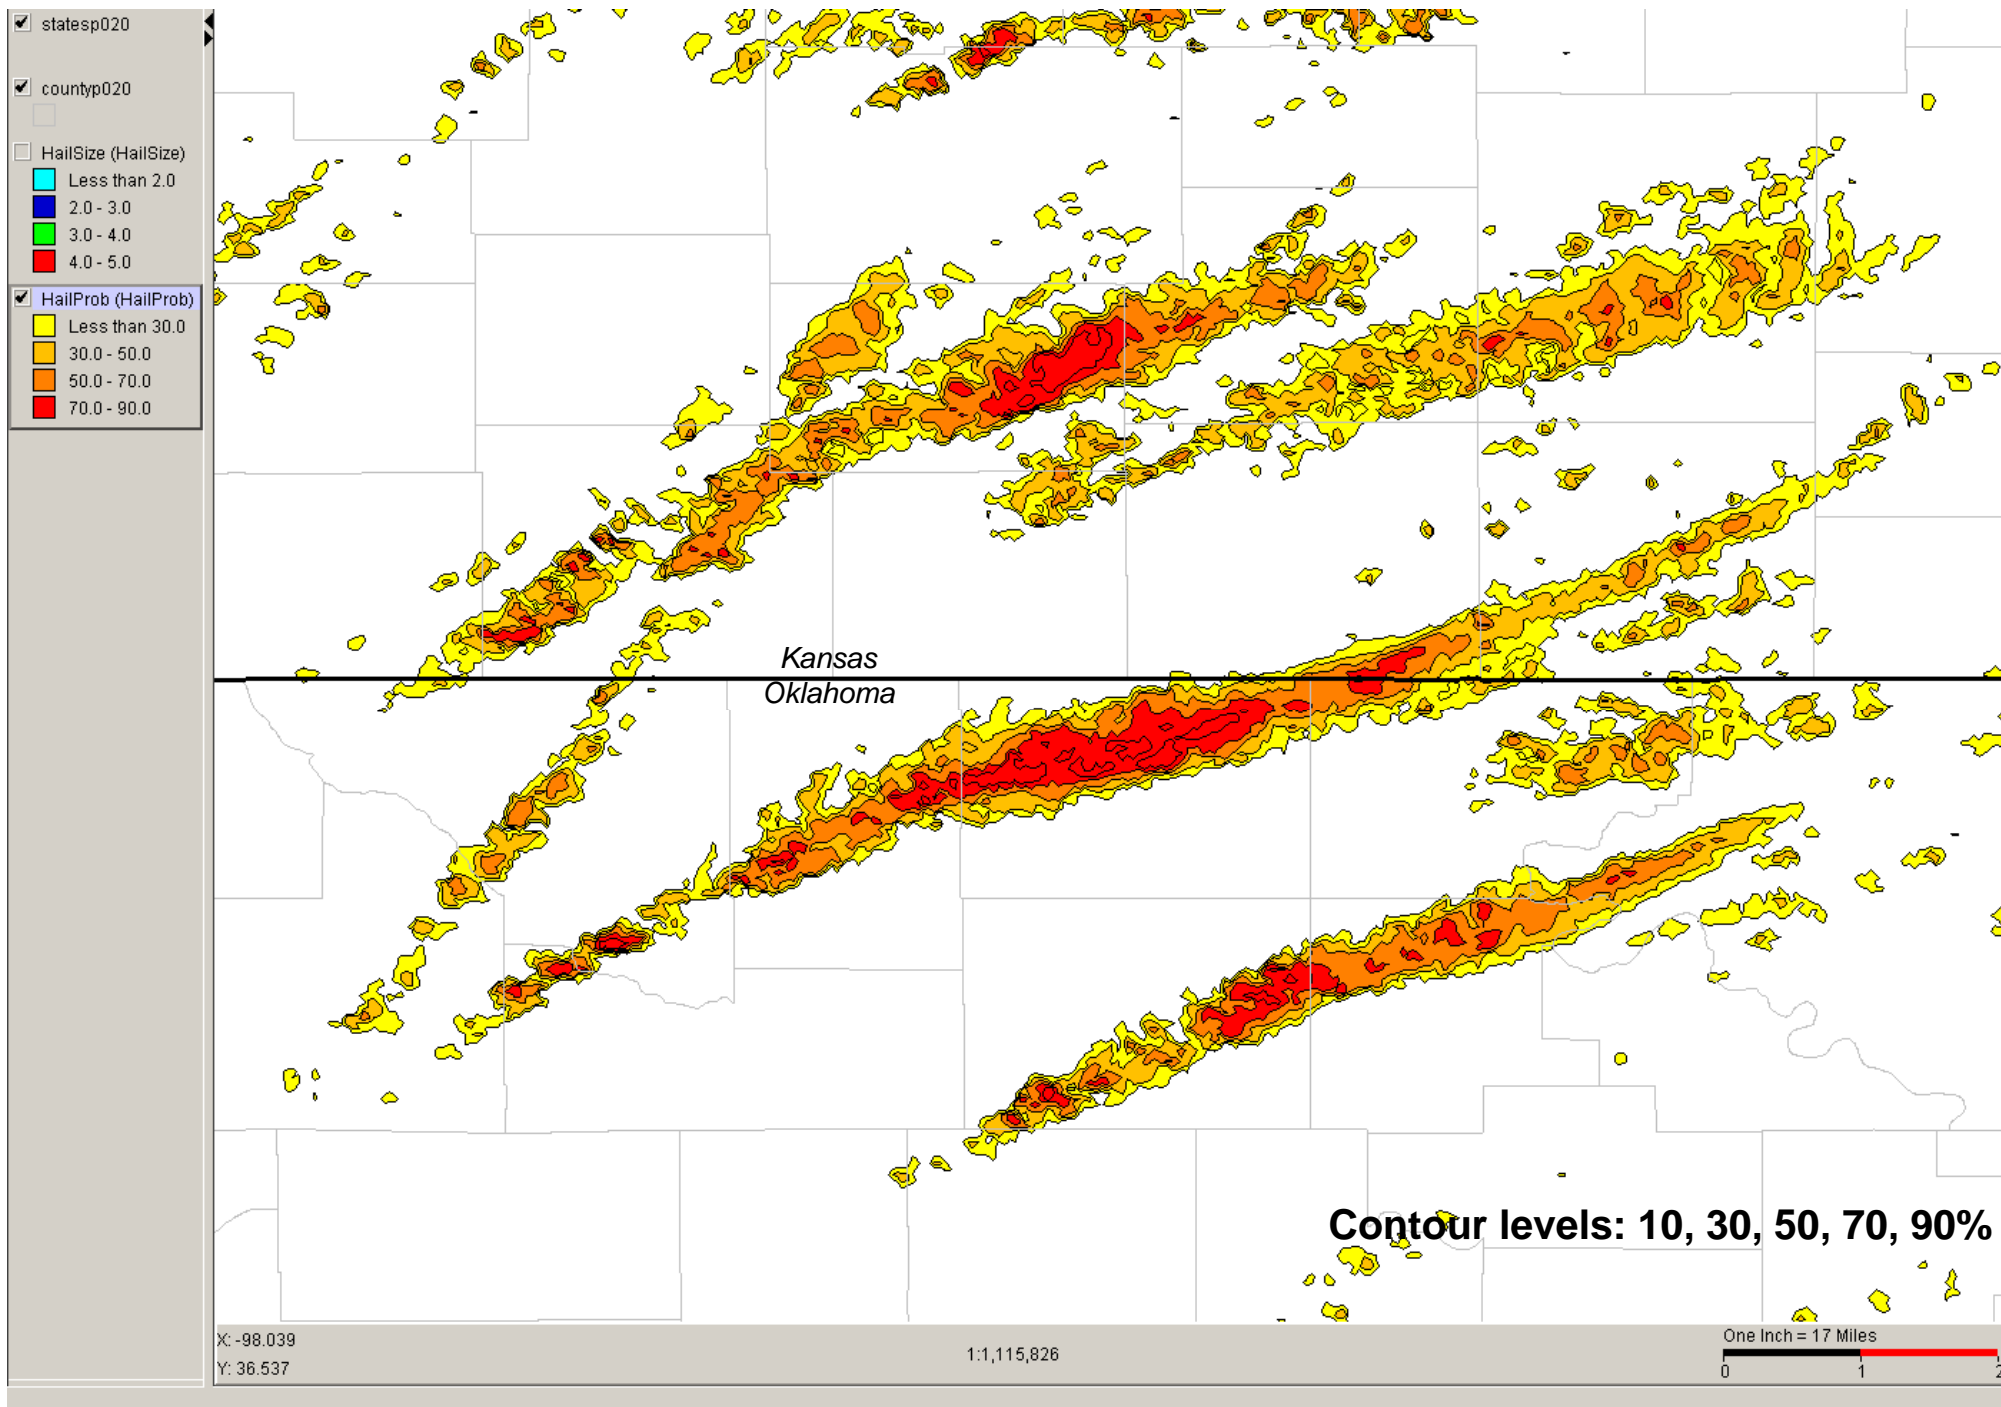 statesp020
countyp020
HailSize (HailSize)
Less than 2.0
2.0 - 3.0
3.0 - 4.0
4.0 - 5.0
HailProb (HailProb)
Less than 30.0
30.0 - 50.0
50.0 - 70.0
70.0 - 90.0
Kansas
Oklahoma
Contour levels: 10, 30, 50, 70, 90%
X: -98.039
Y: 36.537
1:1,115,826
One Inch = 17 Miles
0 1 2